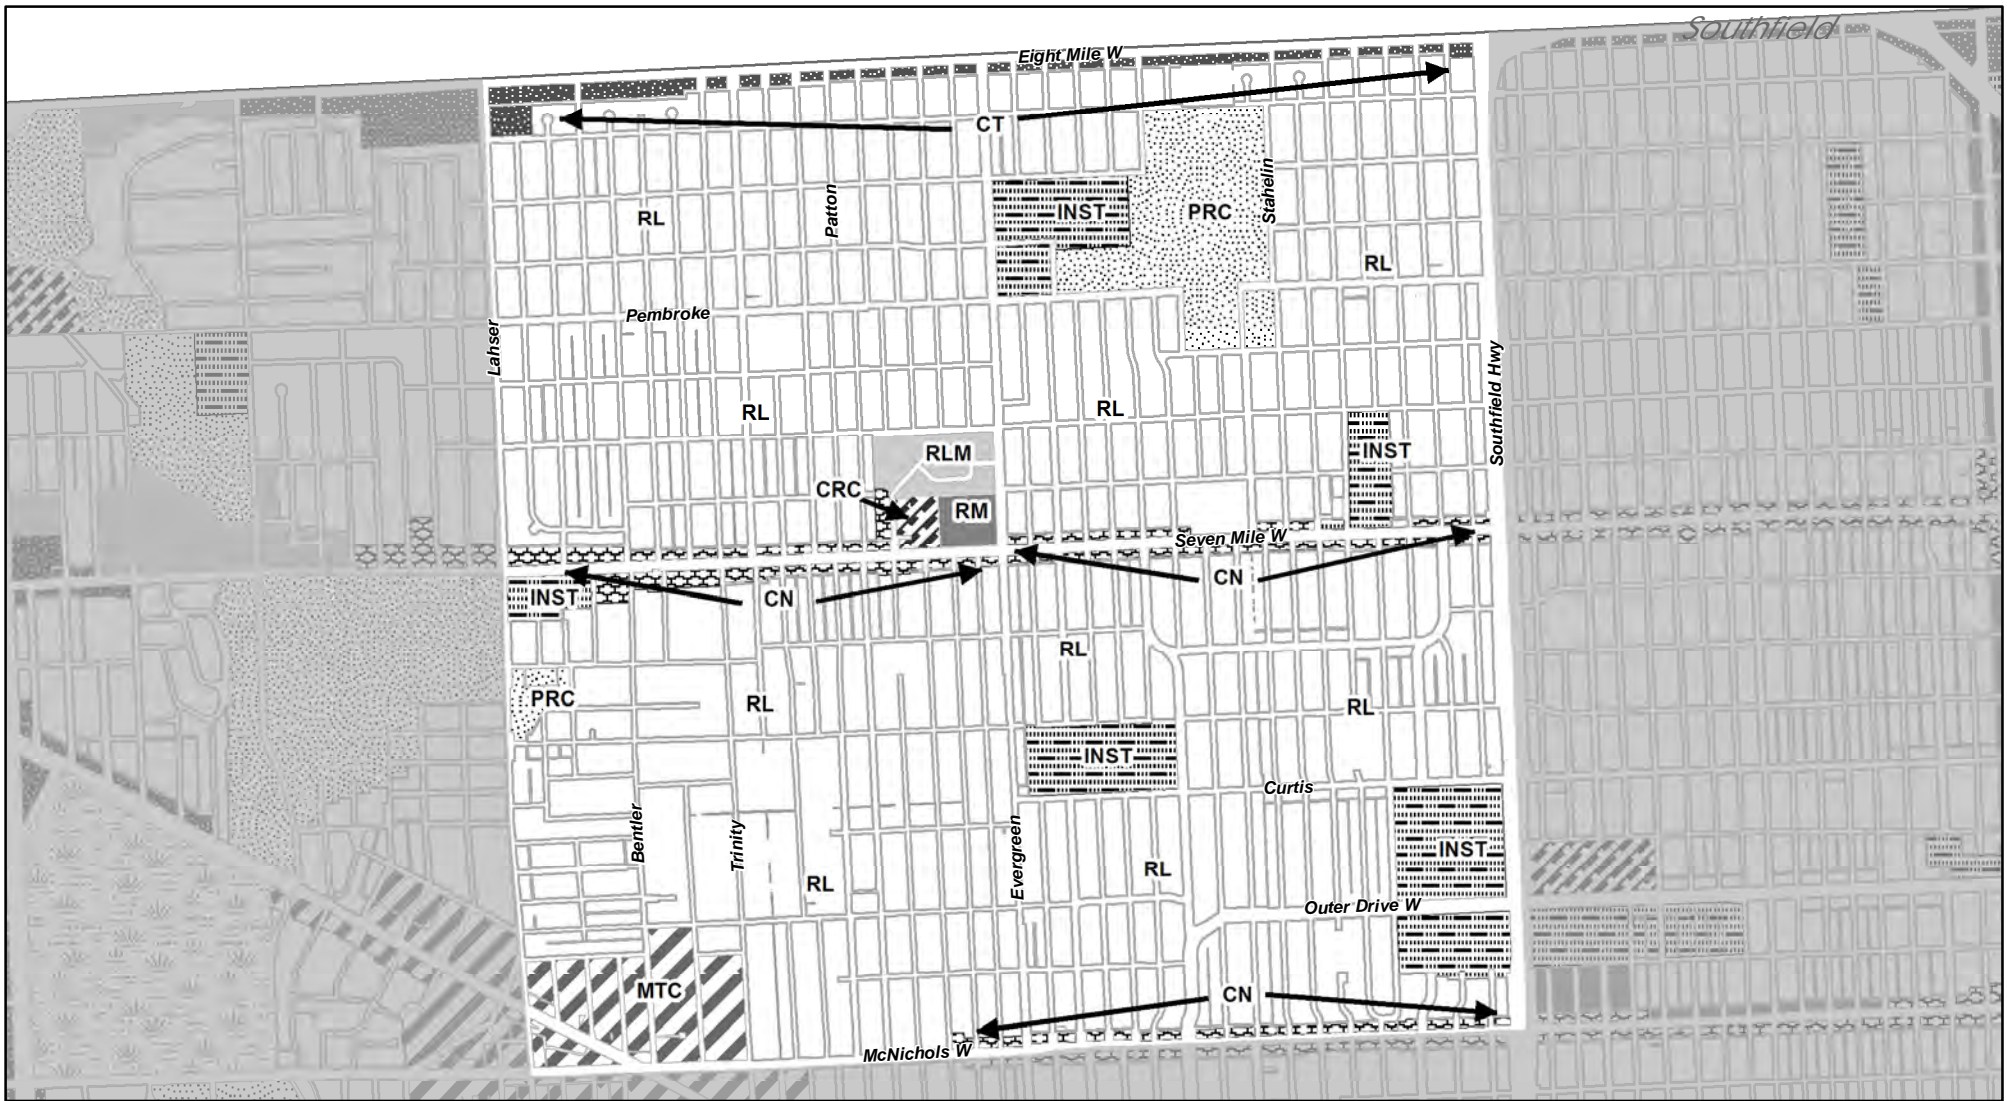 Southfield
Eight Mile W
CT
Patton
Stahelin
INST
PRC
RL
RL
Pembroke
Lahser
Southfield Hwy
RL
RL
INST
RLM
CRC
RM
Seven Mile W
CN
INST
CN
RL
PRC
RL
RL
INST
Curtis
Bentler
Trinity
Evergreen
INST
RL
RL
Outer Drive W
MTC
CN
McNichols W